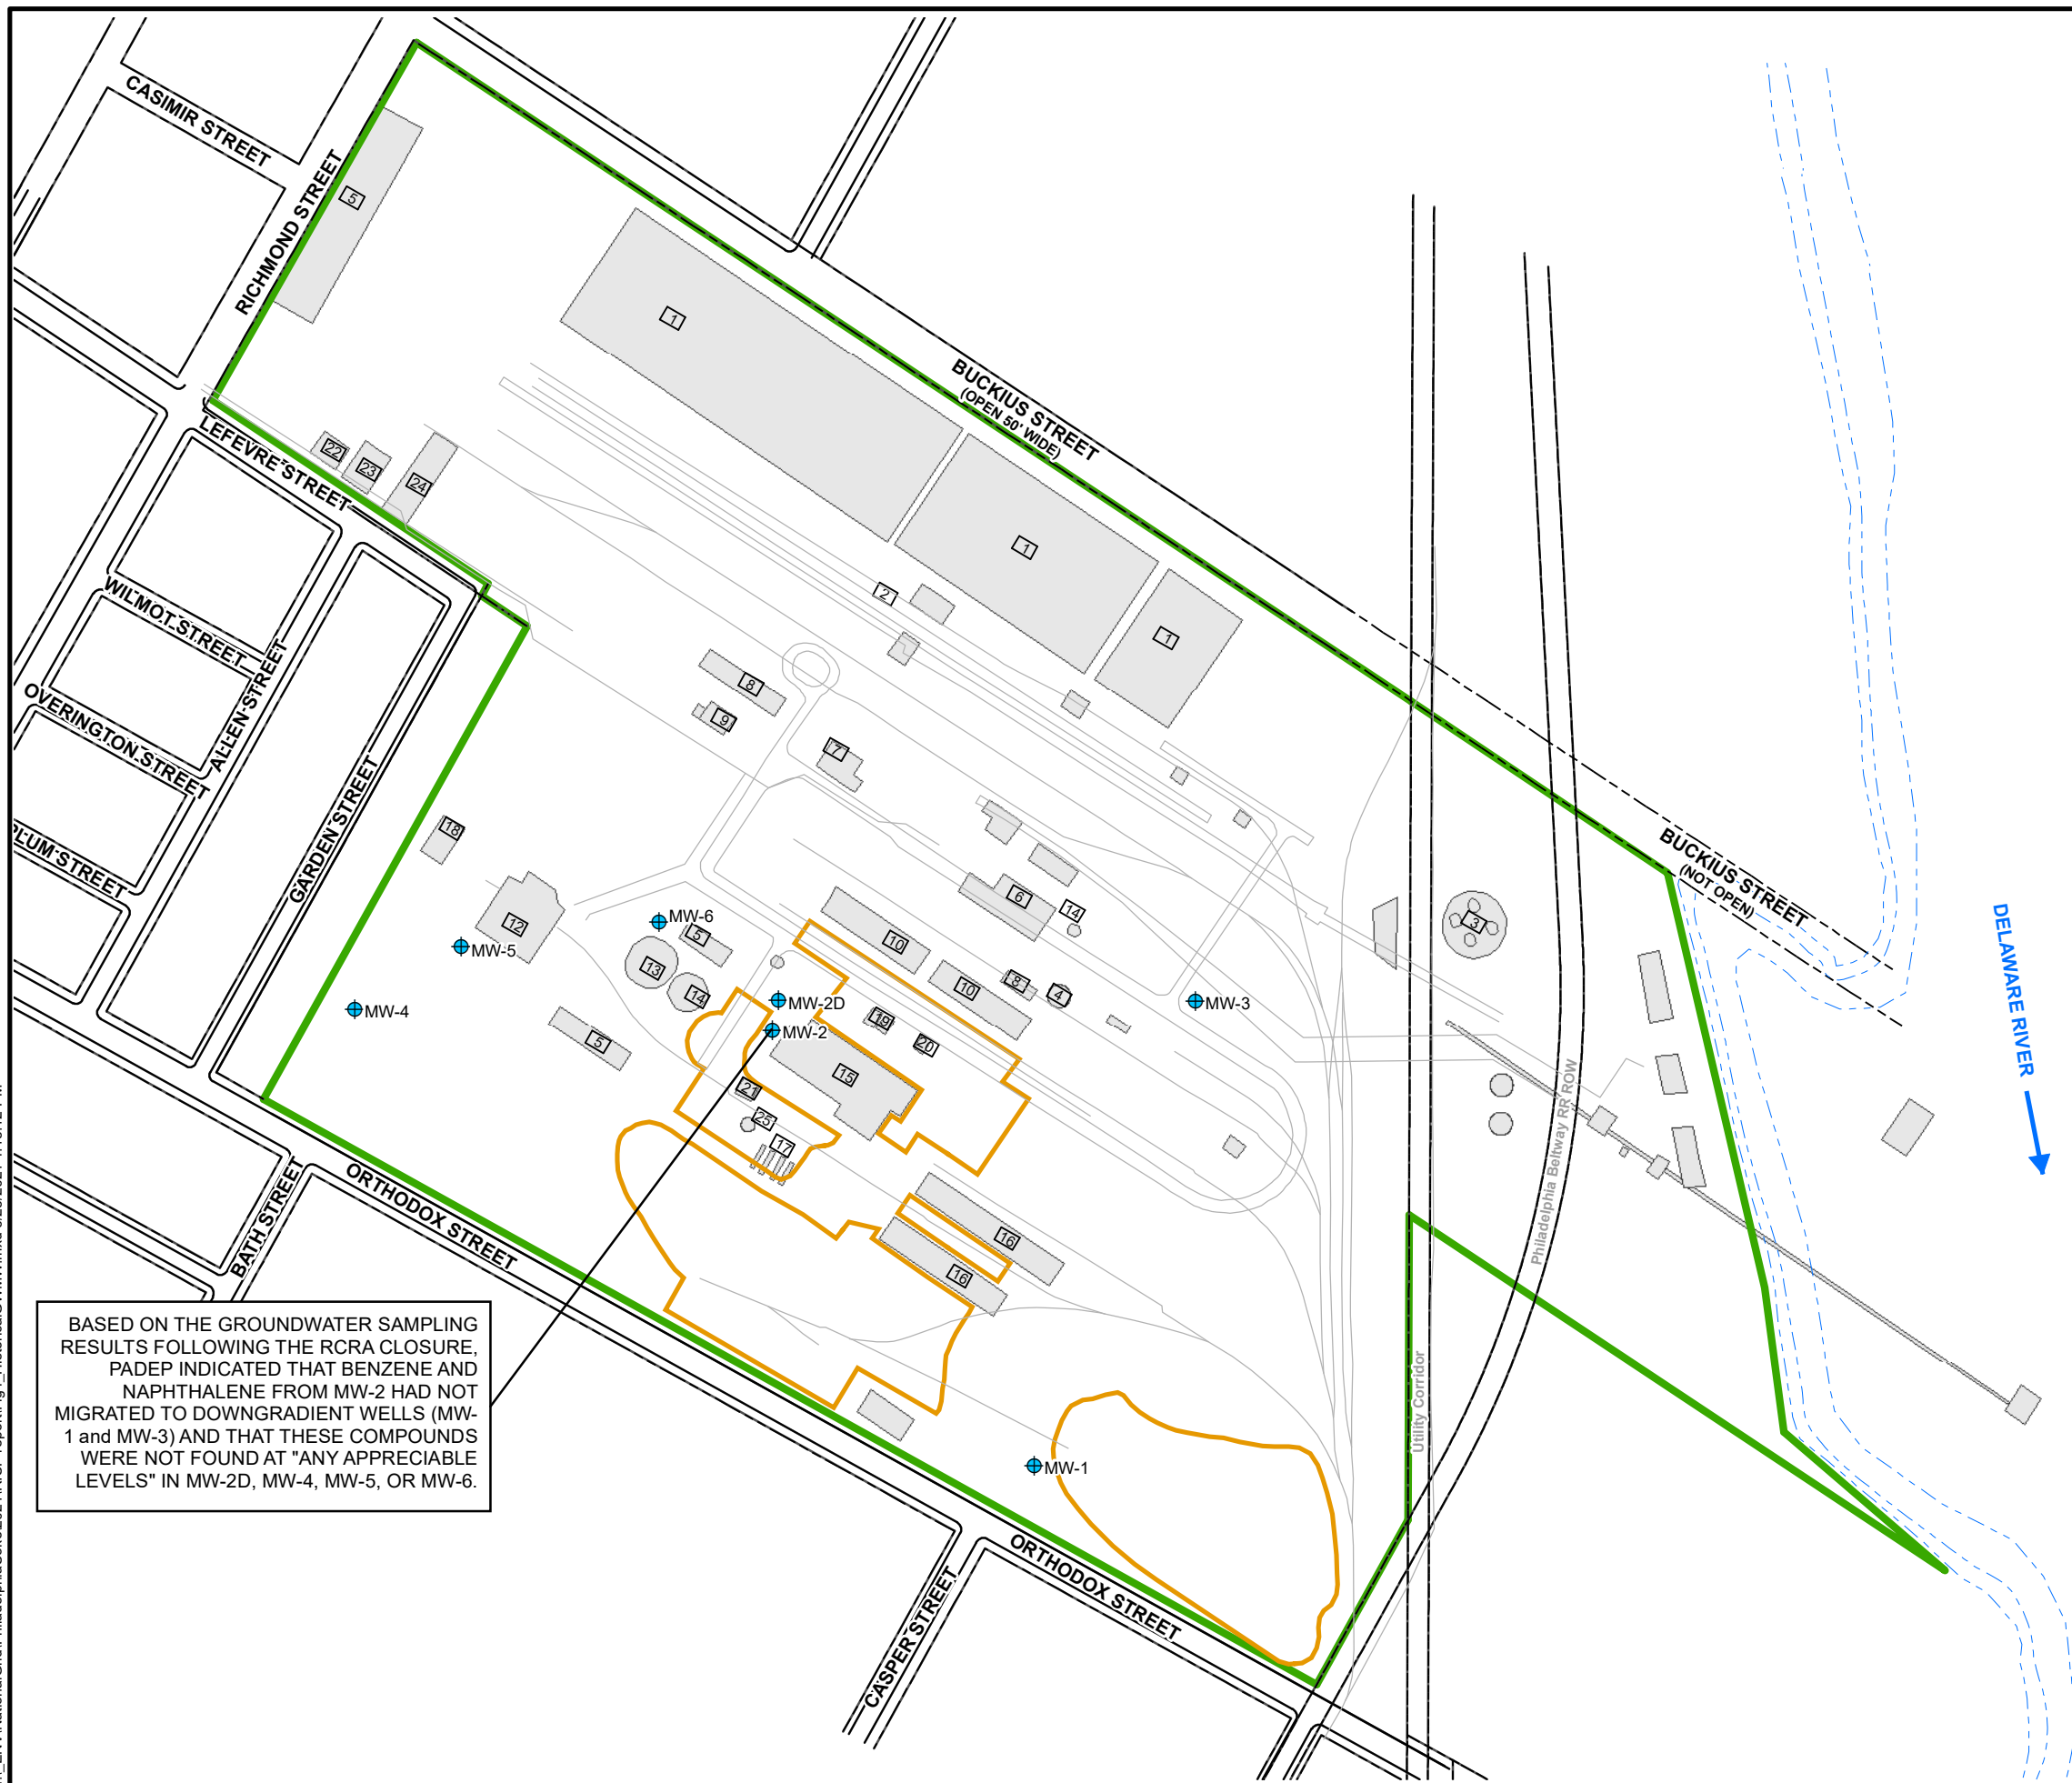 CASIMIR STREET
RICHMOND STREET
5
1
BUCKIUS STREET
(OPEN 50' WIDE)
LEFEVRE STREET
22
23
24
1
2
1
WILMOT STREET
ALLEN STREET
OVERINGTON STREET
PLUM STREET
GARDEN STREET
8
9
7
18
12
MW-6
5
MW-5
13
14
MW-4
5
10
10
6
14
8
4
3
BUCKIUS STREET
(NOT OPEN)
DELAWARE RIVER
MW-2D
MW-2
MW-3
19
20
15
21
25
17
16
16
Philadelphia Beltway RR ROW
Utility Corridor
BATH STREET
ORTHODOX STREET
BASED ON THE GROUNDWATER SAMPLING
RESULTS FOLLOWING THE RCRA CLOSURE,
PADEP INDICATED THAT BENZENE AND
NAPHTHALENE FROM MW-2 HAD NOT
MIGRATED TO DOWNGRADIENT WELLS (MW-
1 and MW-3) AND THAT THESE COMPOUNDS
WERE NOT FOUND AT "ANY APPRECIABLE
LEVELS" IN MW-2D, MW-4, MW-5, OR MW-6.
MW-1
ORTHODOX STREET
CASPER STREET